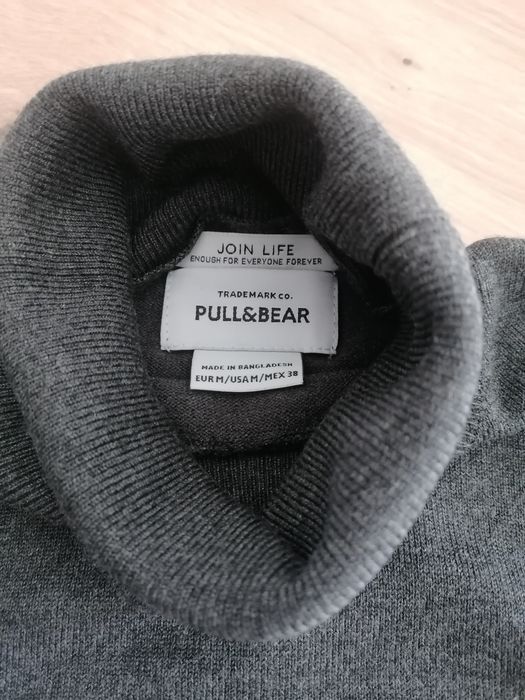 JOIN LIFE
ENOUGH FOR EVERYONE FOREVER
TRADEMARK CO.
PULL&BEAR
MADE IN BANGLADESH
EUR M/USA M/MEX 38